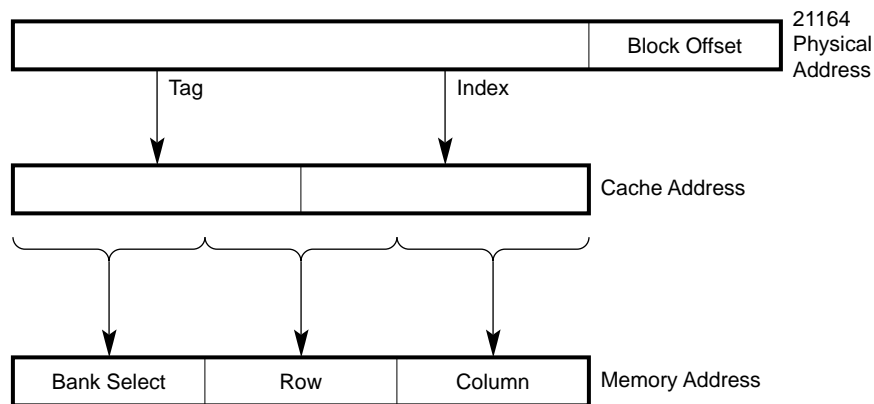 21164
Physical
Address
Block Offset
Tag
Index
Cache Address
Bank Select
Row
Column
Memory Address